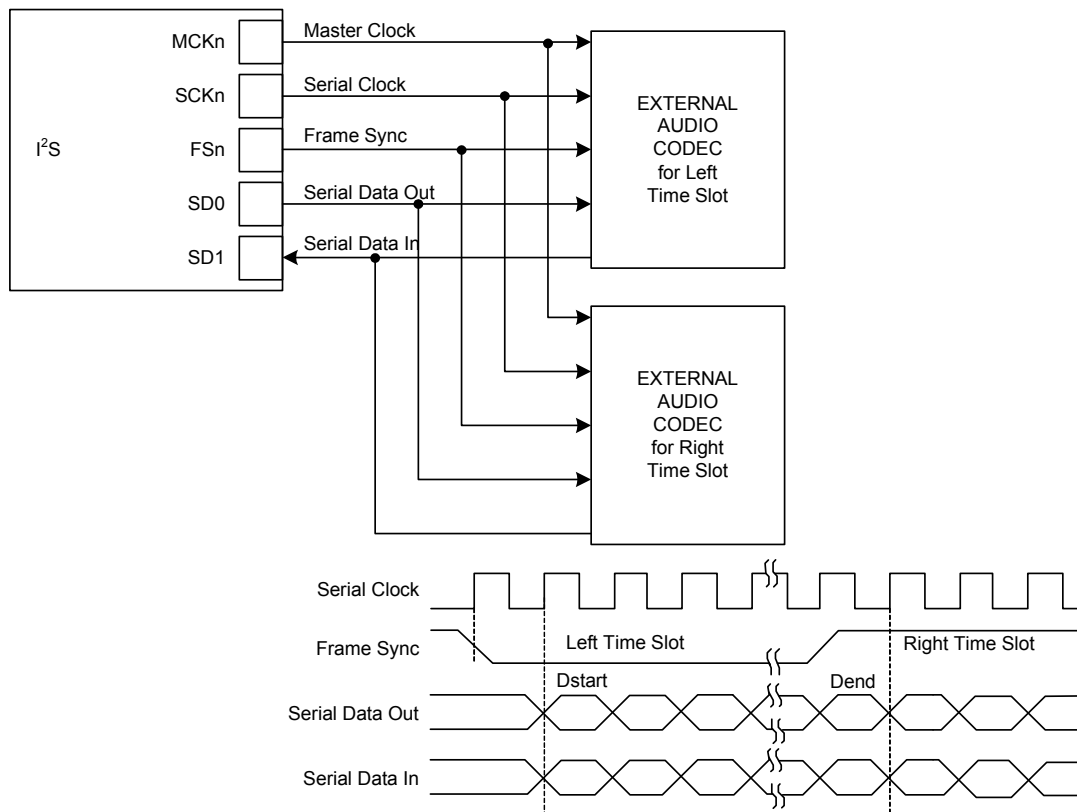 I²S
MCKn
SCKn
FSn
SD0
SD1
Master Clock
Serial Clock
Frame Sync
Serial Data Out
Serial Data In
EXTERNAL
AUDIO
CODEC
for Left
Time Slot
EXTERNAL
AUDIO
CODEC
for Right
Time Slot
Serial Clock
Frame Sync
Left Time Slot
Right Time Slot
Dstart
Dend
Serial Data Out
Serial Data In